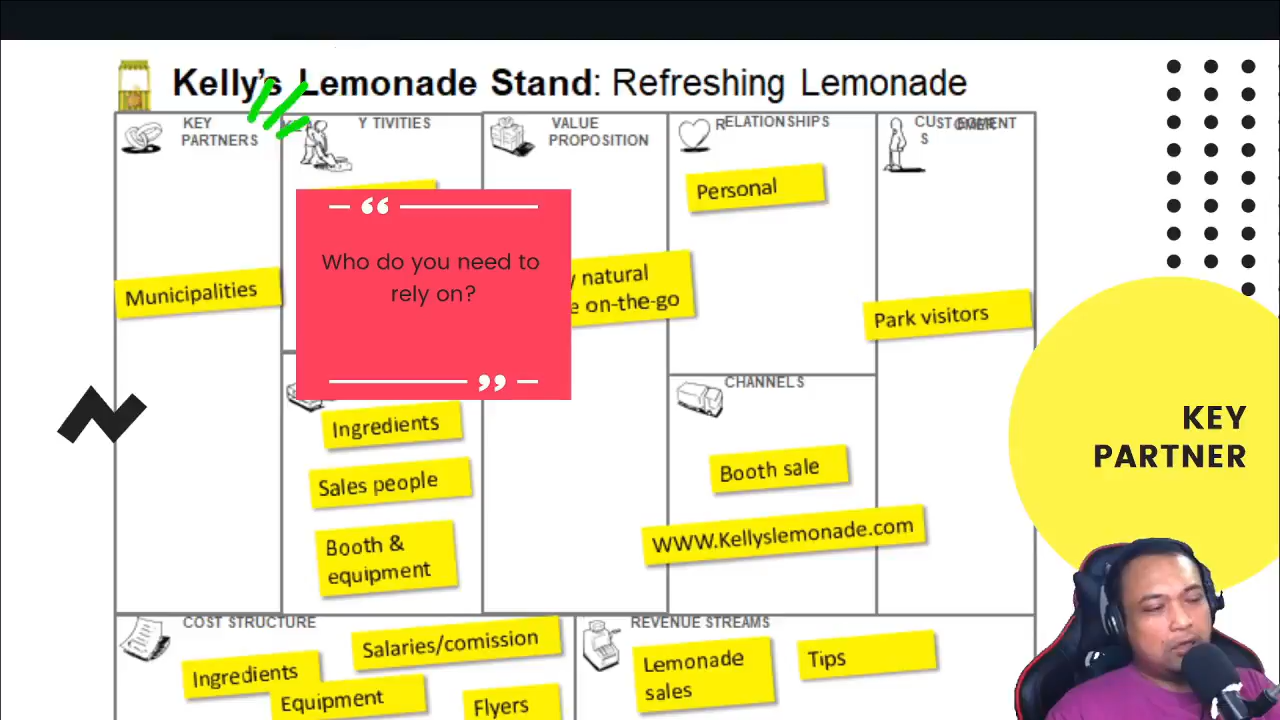 Kelly's Lemonade Stand: Refreshing Lemonade
KEY
PARTNERS
Y TIVITIES
VALUE
PROPOSITION
RELATIONSHIPS
CUST
S
Personal
Municipalities
Who do you need to
rely on?
natural
e on-the-go
Park visitors
CHANNELS
Ingredients
Sales people
Booth &
equipment
Booth sale
WWW.Kellyslemonade.com
KEY
PARTNER
COST STRUCTURE
Salaries/comission
Ingredients
Equipment
Flyers
REVENUE STREAMS
Lemonade
sales
Tips